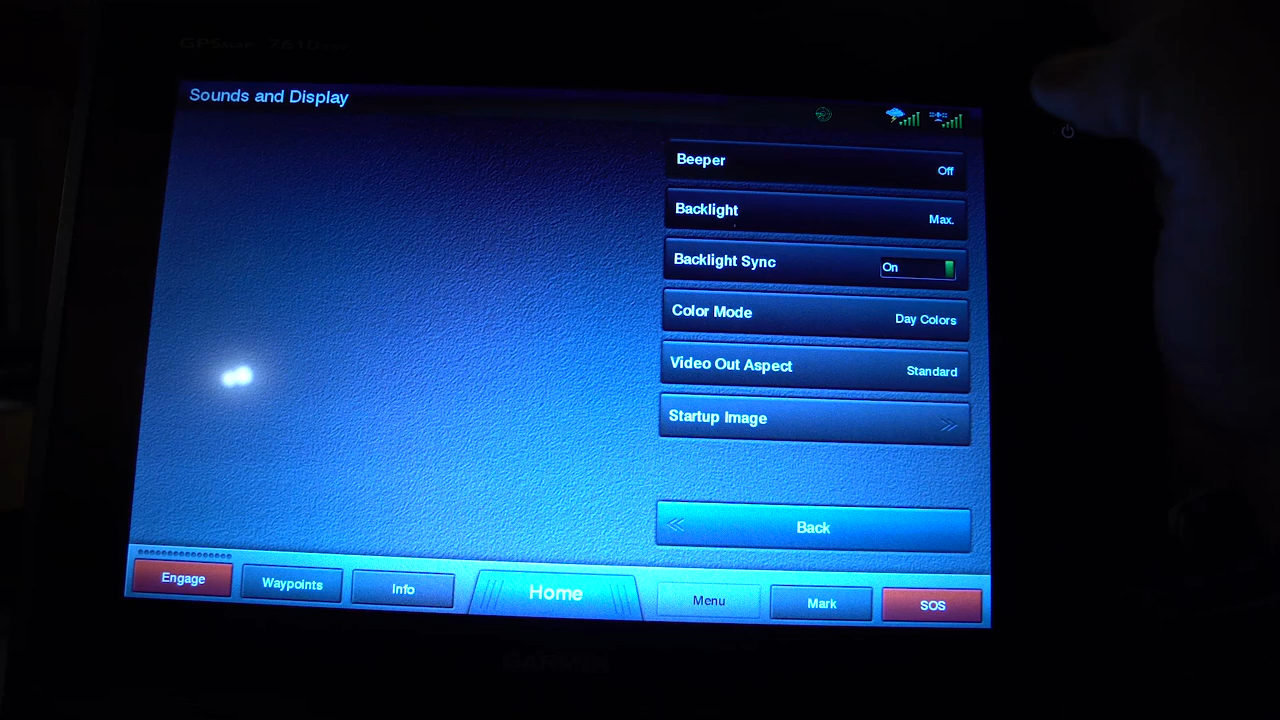 Sounds and Display
Beeper
Off
Backlight
Max.
Backlight Sync
On
Color Mode
Day Colors
Video Out Aspect
Standard
Startup Image
Back
Engage
Waypoints
Info
Home
Menu
Mark
SOS
GARMIN